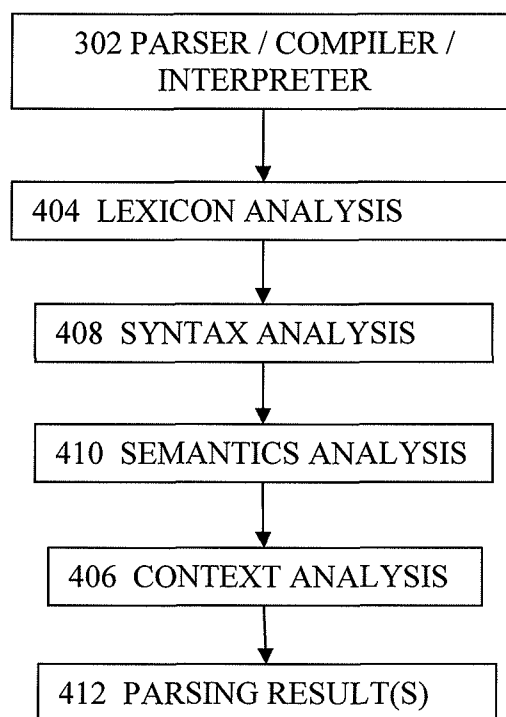 302 PARSER / COMPILER /
INTERPRETER
404 LEXICON ANALYSIS
408 SYNTAX ANALYSIS
410 SEMANTICS ANALYSIS
406 CONTEXT ANALYSIS
412 PARSING RESULT(S)